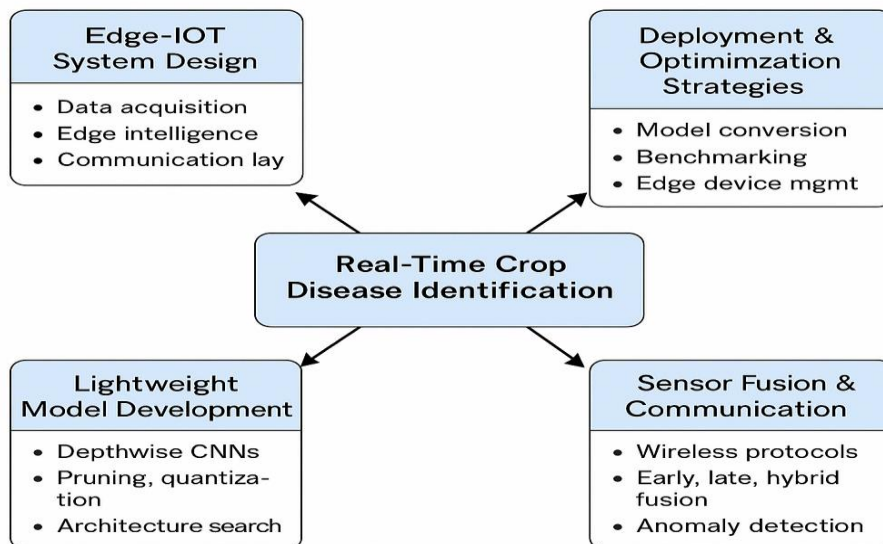 Edge-IOT
System Design
• Data acquisition
• Edge intelligence
• Communication lay
Deployment &
Optimimzation
Strategies
• Model conversion
• Benchmarking
• Edge device mgmt
Real-Time Crop
Disease Identification
Lightweight
Model Development
• Depthwise CNNs
• Pruning, quantiza-
tion
• Architecture search
Sensor Fusion &
Communication
• Wireless protocols
• Early, late, hybrid
fusion
• Anomaly detection